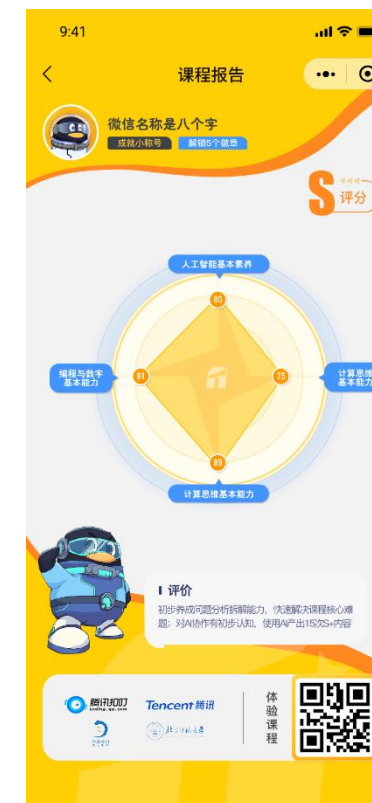 9:41
课程报告
微信名称是八个字
成就小称号
解锁5个徽章
S
评分
人工智能基本素养
80
编程与数字
基本能力
81
75
计算思维
基本能力
89
计算思维基本能力
评价
初步养成问题分析拆解能力，快速解决课程核心难
题；对AI协作有初步认知，使用AI产出15次S+内容
腾讯扣叮
coding.qq.com
Tencent 腾讯
体
验
课
程